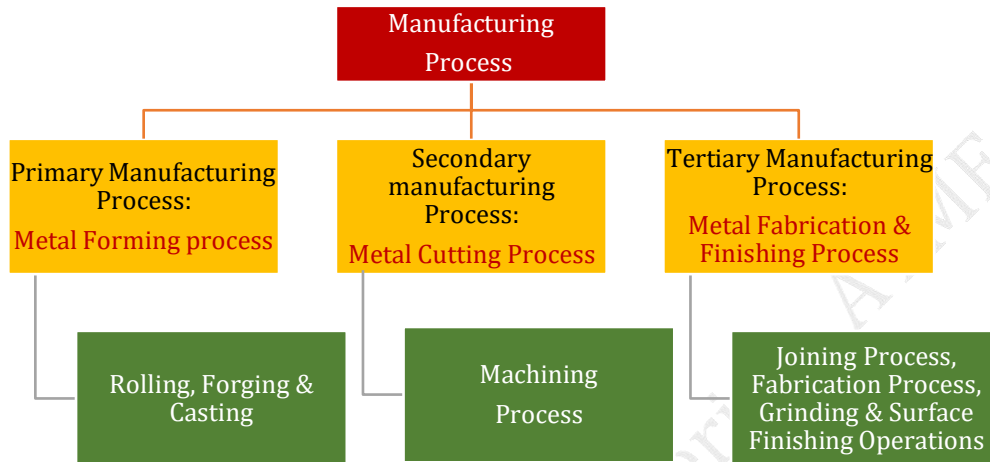 Manufacturing
Process
Primary Manufacturing
Process:
Metal Forming process
Secondary
manufacturing
Process:
Metal Cutting Process
Tertiary Manufacturing
Process:
Metal Fabrication &
Finishing Process
Rolling, Forging &
Casting
Machining
Process
Joining Process,
Fabrication Process,
Grinding & Surface
Finishing Operations